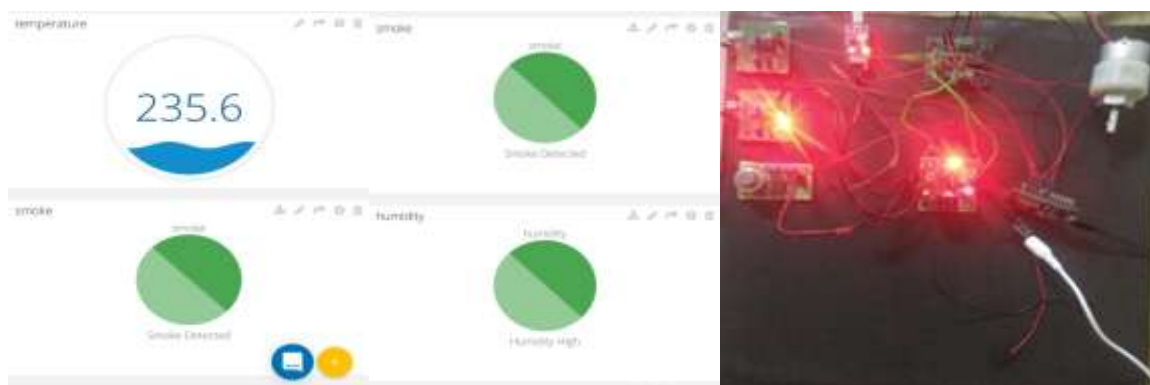 temperature
235.6
smoke
smoke
Smoke Detected
smoke
smoke
Smoke Detected
humidity
humidity
Humidity High